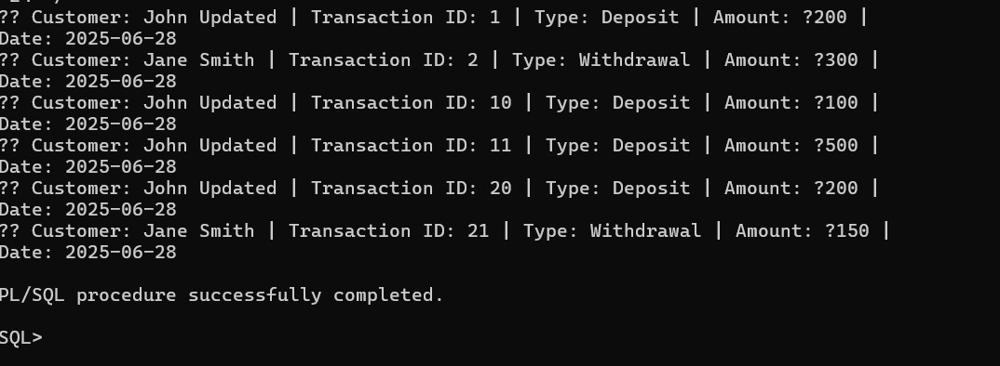 ?? Customer: John Updated | Transaction ID: 1 | Type: Deposit | Amount: ?200 |
Date: 2025-06-28
?? Customer: Jane Smith | Transaction ID: 2 | Type: Withdrawal | Amount: ?300 |
Date: 2025-06-28
?? Customer: John Updated | Transaction ID: 10 | Type: Deposit | Amount: ?100 |
Date: 2025-06-28
?? Customer: John Updated | Transaction ID: 11 | Type: Deposit | Amount: ?500 |
Date: 2025-06-28
?? Customer: John Updated | Transaction ID: 20 | Type: Deposit | Amount: ?200 |
Date: 2025-06-28
?? Customer: Jane Smith | Transaction ID: 21 | Type: Withdrawal | Amount: ?150 |
Date: 2025-06-28
PL/SQL procedure successfully completed.
SQL>